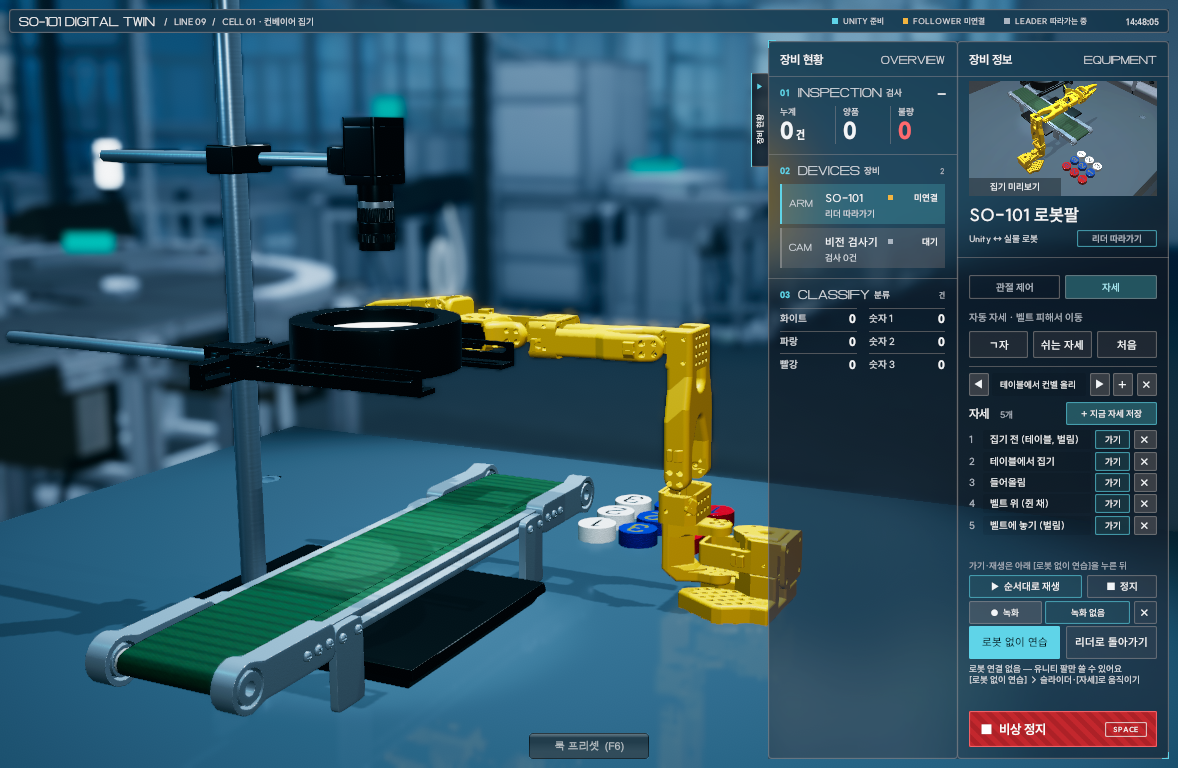 SO-101 DIGITAL TWIN / LINE 09 / CELL 01 · 컨베이어 집기
UNITY 준비 FOLLOWER 미연결 LEADER 따라가는 중 14:48:05
장비 현황 OVERVIEW
01 INSPECTION 검사
누계 양품 불량
0 건 0 0
02 DEVICES 장비 2
ARM SO-101 미연결
리더 따라가기
CAM 비전 검사기 대기
검사 0건
03 CLASSIFY 분류 건
화이트 0 숫자 1 0
파랑 0 숫자 2 0
빨강 0 숫자 3 0
장비 현황
장비 정보 EQUIPMENT
집기 미리보기
SO-101 로봇팔
Unity ↔ 실물 로봇 리더 따라가기
관절 제어 자세
자동 자세 · 벨트 피해서 이동
ㄱ자 쉬는 자세 처음
◀ 테이블에서 컨벨 올리 ▶ + ✕
자세 5개 + 지금 자세 저장
1 집기 전 (테이블, 벌림) 가기 ✕
2 테이블에서 집기 가기 ✕
3 들어올림 가기 ✕
4 벨트 위 (쥔 채) 가기 ✕
5 벨트에 놓기 (벌림) 가기 ✕
가기·재생은 아래 [로봇 없이 연습]을 누른 뒤
▶ 순서대로 재생 ■ 정지
● 녹화 녹화 없음 ✕
로봇 없이 연습 리더로 돌아가기
로봇 연결 없음 — 유니티 팔만 쓸 수 있어요
[로봇 없이 연습] > 슬라이더·[자세]로 움직이기
■ 비상 정지 SPACE
룩 프리셋 (F6)